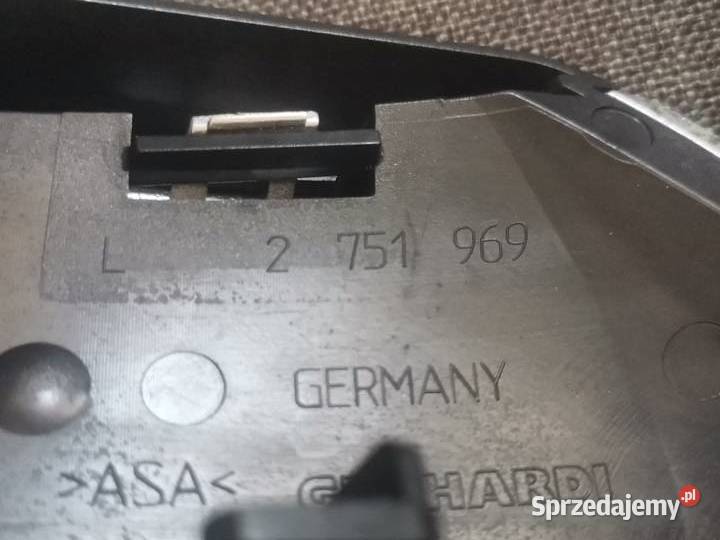 L 2 751 969
GERMANY
>ASA<
Sprzedajemy.pl